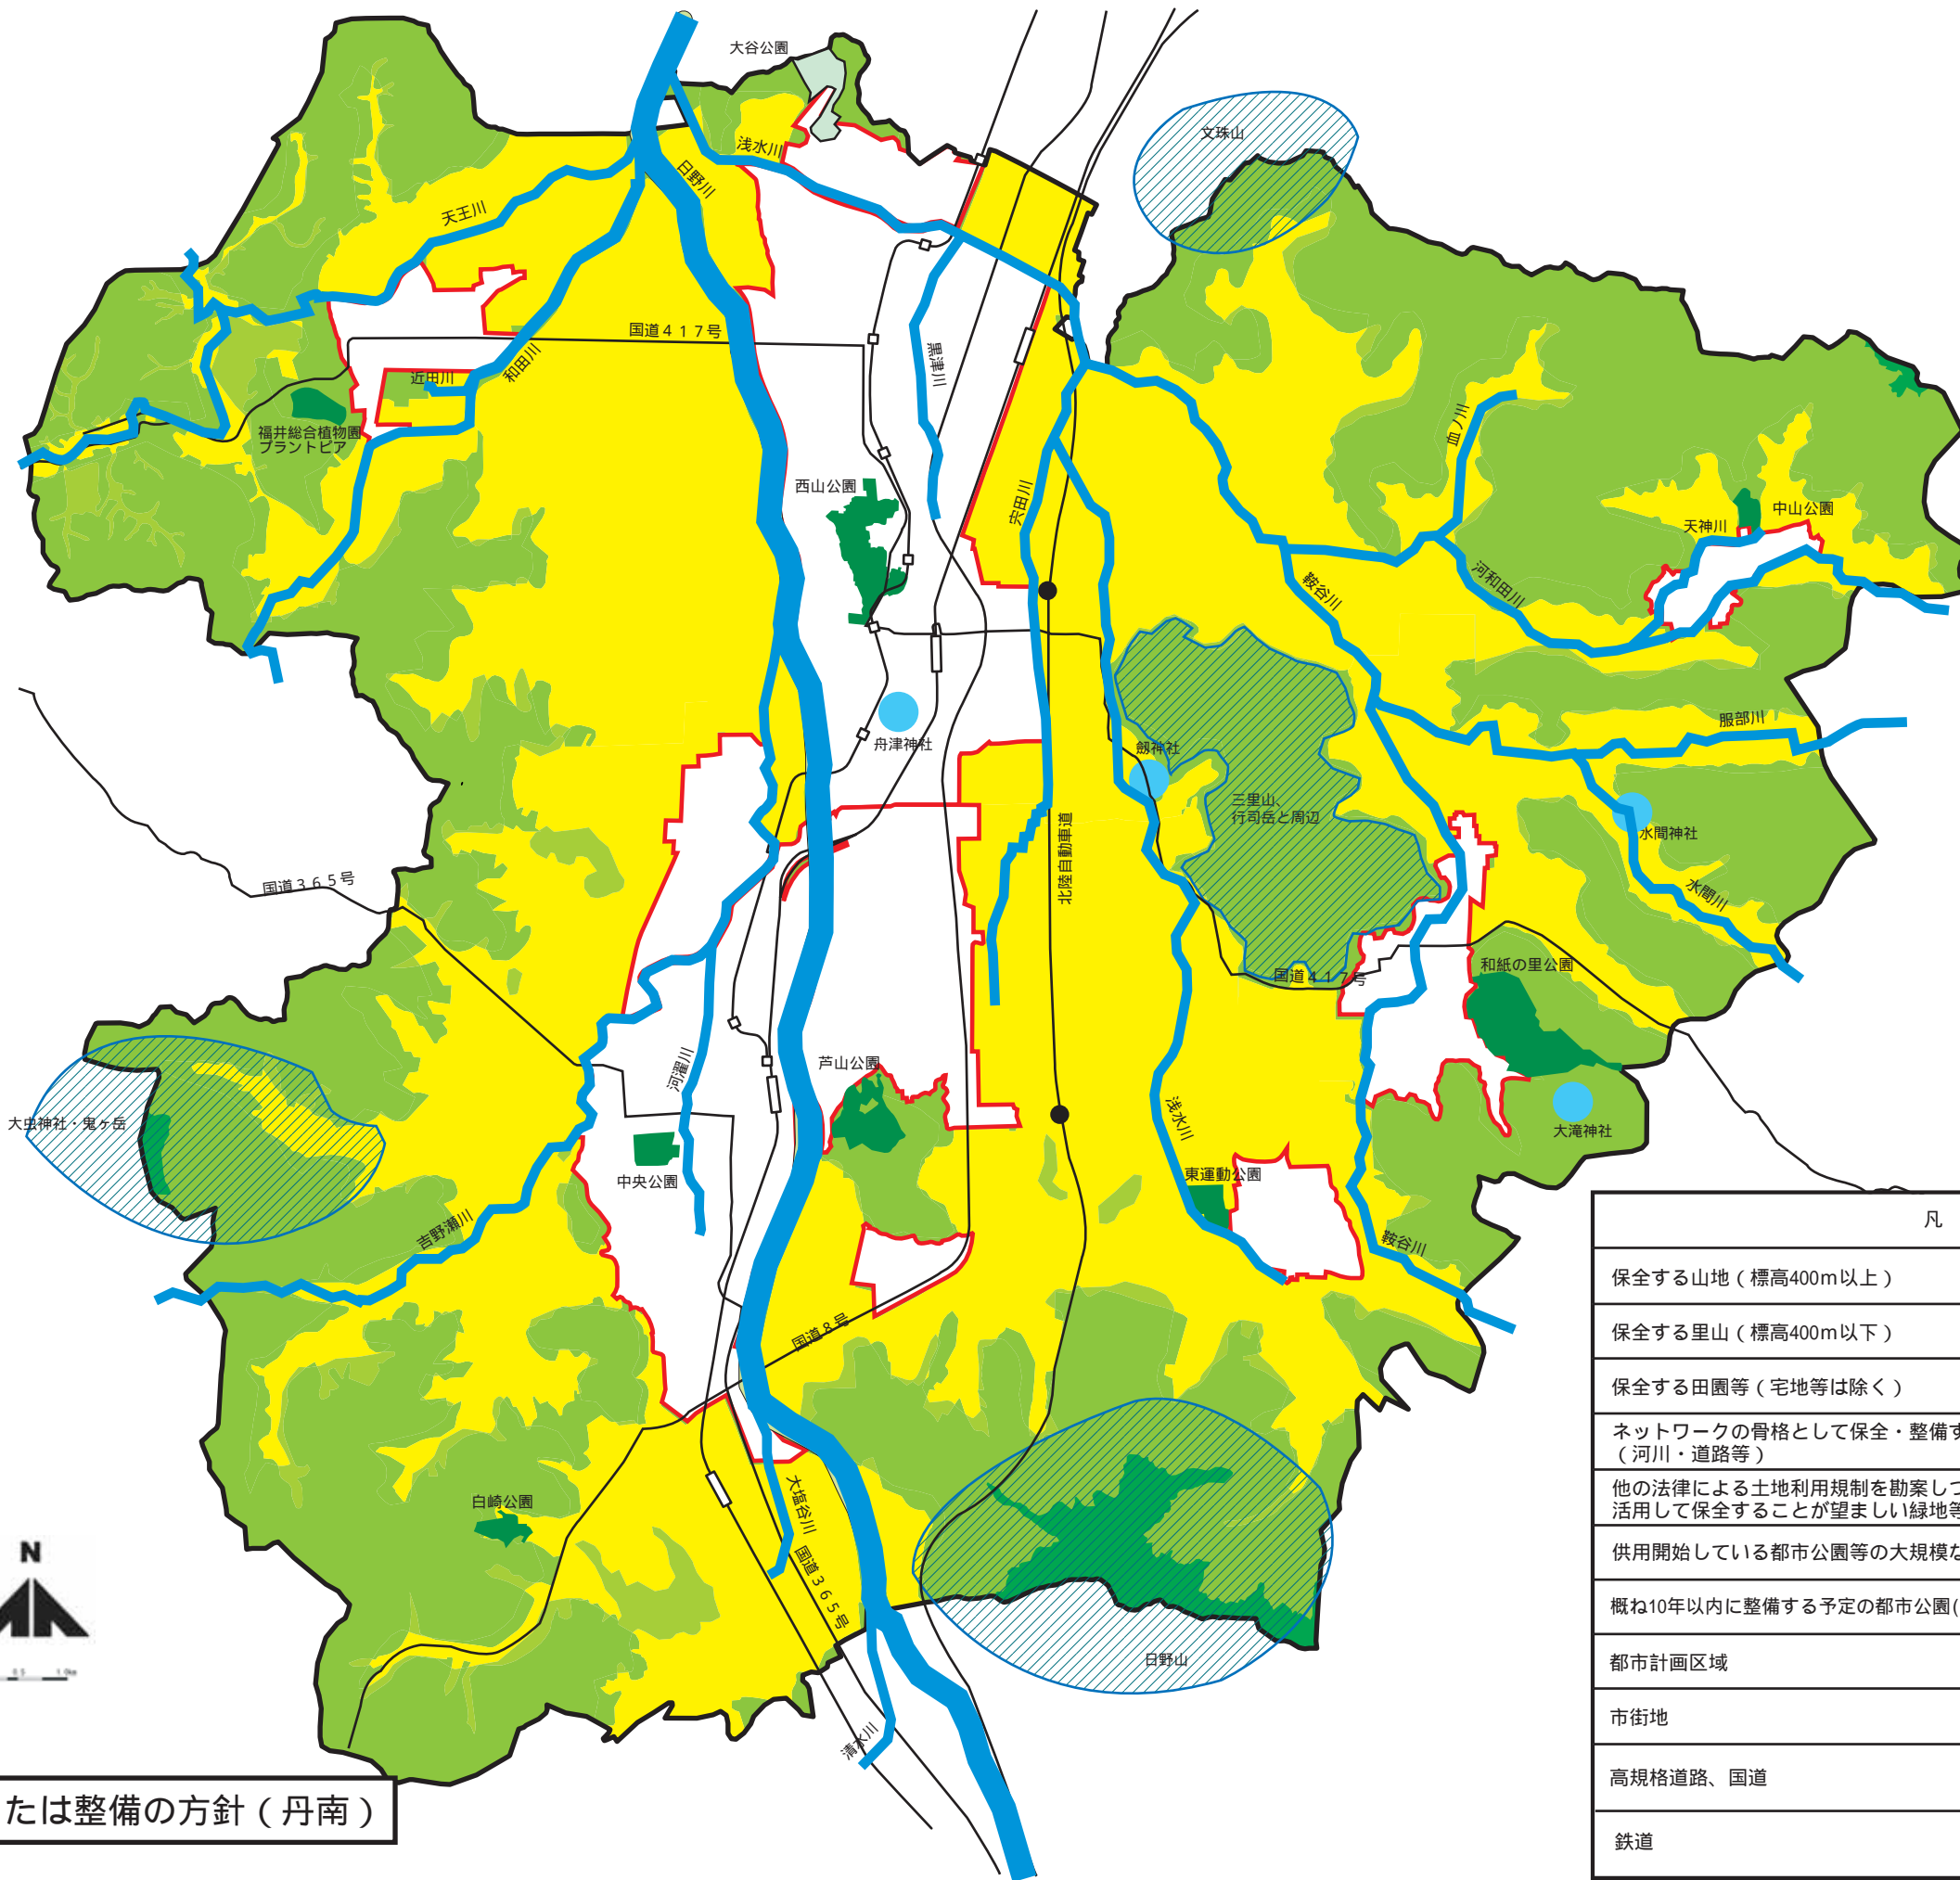 大谷公園
文珠山
浅水川
日野川
天王川
国道417号
黒津川
和田川
近田川
福井総合植物園
プラントピア
血ノ川
西山公園
宍田川
中山公園
天神川
河和田川
鞍谷川
服部川
舟津神社
劔神社
三里山、
行司岳と周辺
水間神社
北陸自動車道
国道365号
水間川
和紙の里公園
国道417号
河濯川
芦山公園
大虫神社・鬼ヶ岳
浅水川
大滝神社
中央公園
東運動公園
吉野瀬川
鞍谷川
国道8号
白崎公園
大塩谷川
国道365号
日野山
清水川
N
0.5 1.0km
たは整備の方針（丹南）
凡
保全する山地（標高400m以上）
保全する里山（標高400m以下）
保全する田園等（宅地等は除く）
ネットワークの骨格として保全・整備す
（河川・道路等）
他の法律による土地利用規制を勘案しつ
活用して保全することが望ましい緑地等
供用開始している都市公園等の大規模な
概ね10年以内に整備する予定の都市公園(
都市計画区域
市街地
高規格道路、国道
鉄道